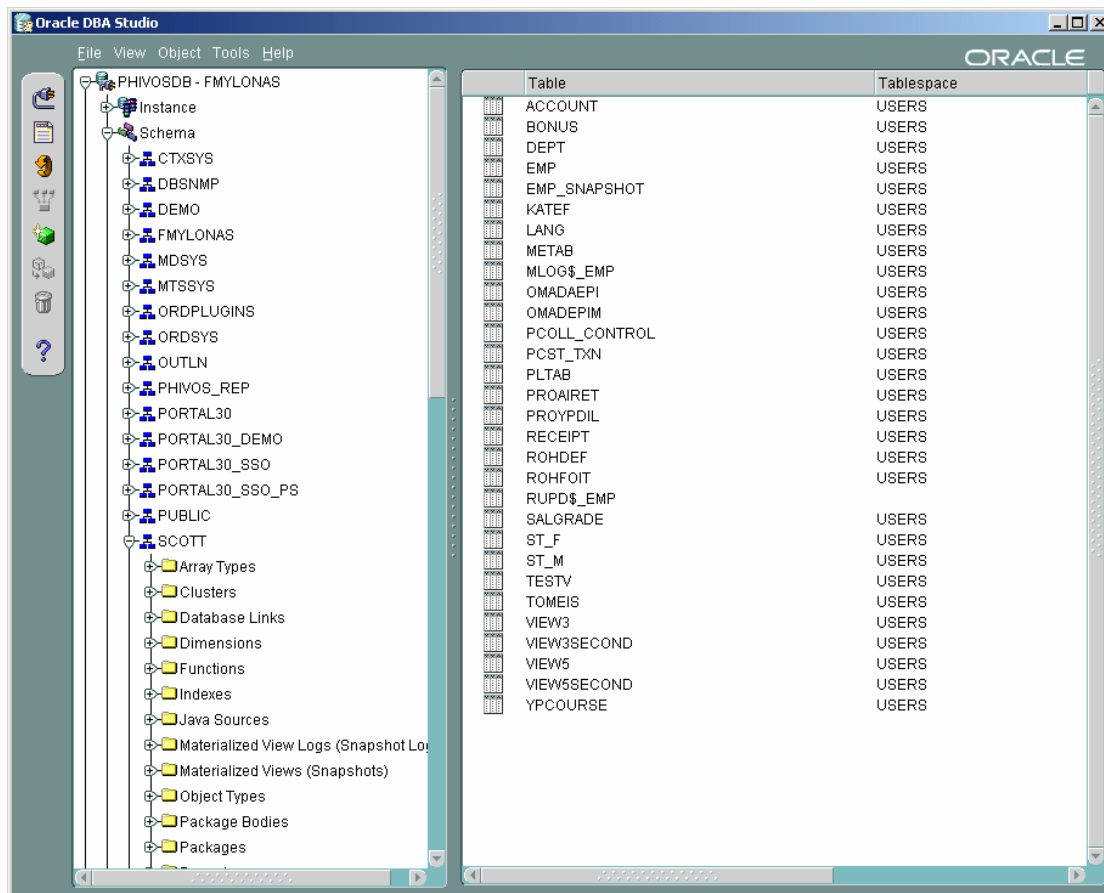 Oracle DBA Studio
File View Object Tools Help
ORACLE
PHIVOSDB - FMYLONAS
Instance
Schema
CTXSYS
DBSNMP
DEMO
FMYLONAS
MDSYS
MTSSYS
ORDPLUGINS
ORDSYS
OUTLN
PHIVOS_REP
PORTAL30
PORTAL30_DEMO
PORTAL30_SSO
PORTAL30_SSO_PS
PUBLIC
SCOTT
Array Types
Clusters
Database Links
Dimensions
Functions
Indexes
Java Sources
Materialized View Logs (Snapshot Lo
Materialized Views (Snapshots)
Object Types
Package Bodies
Packages
Table Tablespace
ACCOUNT USERS
BONUS USERS
DEPT USERS
EMP USERS
EMP_SNAPSHOT USERS
KATEF USERS
LANG USERS
METAB USERS
MLOG$_EMP USERS
OMADAEPI USERS
OMADEPIM USERS
PCOLL_CONTROL USERS
PCST_TXN USERS
PLTAB USERS
PROAIRET USERS
PROYPDIL USERS
RECEIPT USERS
ROHDEF USERS
ROHFOIT USERS
RUPD$_EMP
SALGRADE USERS
ST_F USERS
ST_M USERS
TESTV USERS
TOMEIS USERS
VIEW3 USERS
VIEW3SECOND USERS
VIEW5 USERS
VIEW5SECOND USERS
YPCOURSE USERS